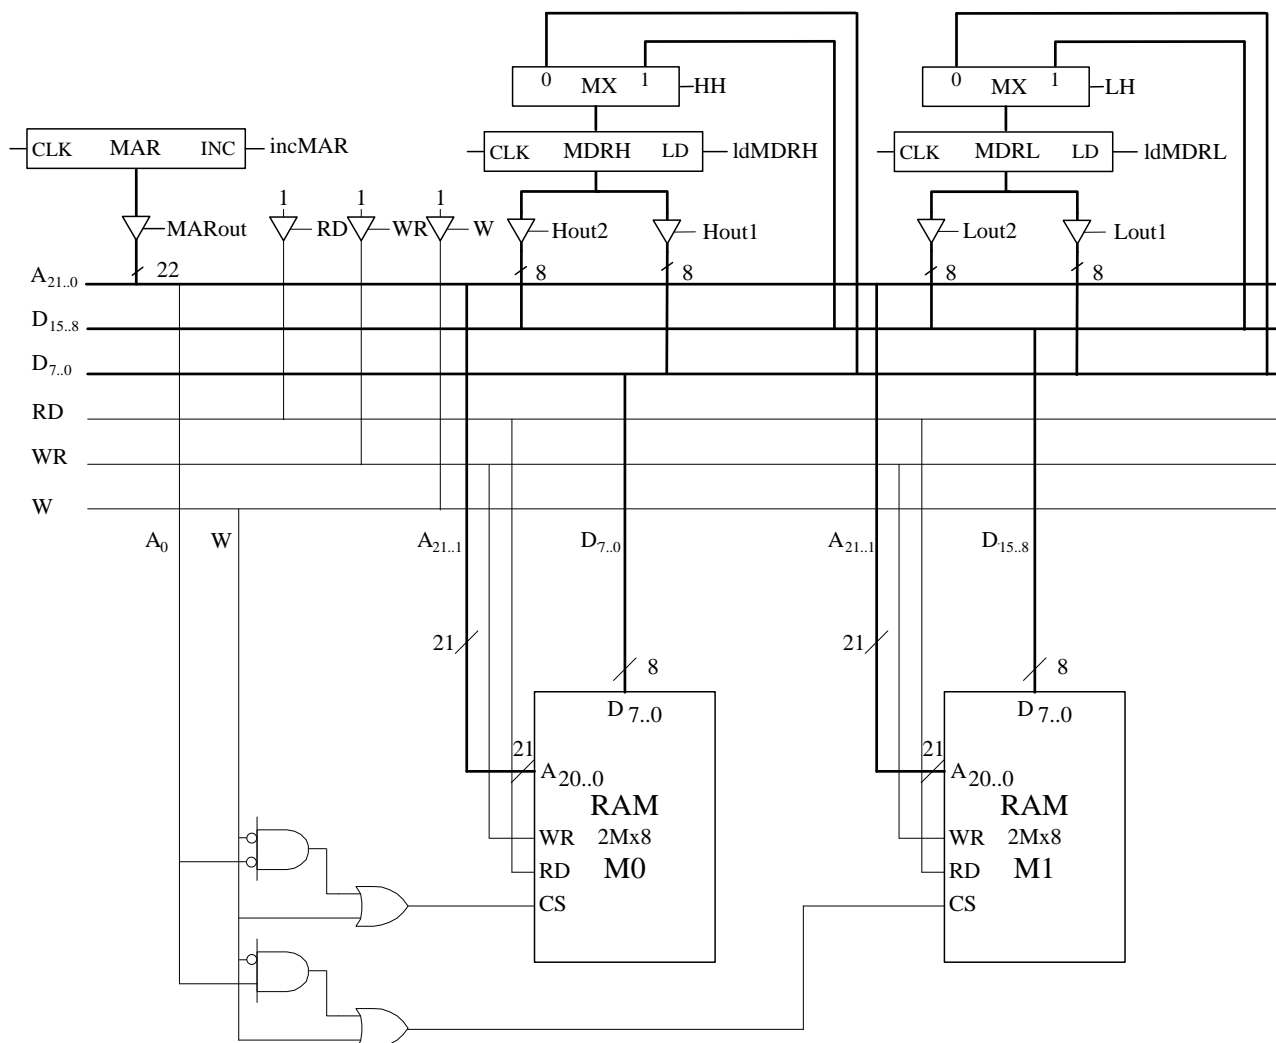 0 1
MX
HH
0 1
MX
LH
CLK MAR INC
incMAR
CLK MDRH LD
ldMDRH
CLK MDRL LD
ldMDRL
1 1 1
MARout
RD
WR
W
Hout2
Hout1
Lout2
Lout1
22
8
8
8
8
A21..0
D15..8
D7..0
RD
WR
W
A0
W
A21..1
D7..0
A21..1
D15..8
21
8
21
8
D7..0
D7..0
21
A20..0
21
A20..0
RAM
2Mx8
M0
WR
RD
CS
RAM
2Mx8
M1
WR
RD
CS